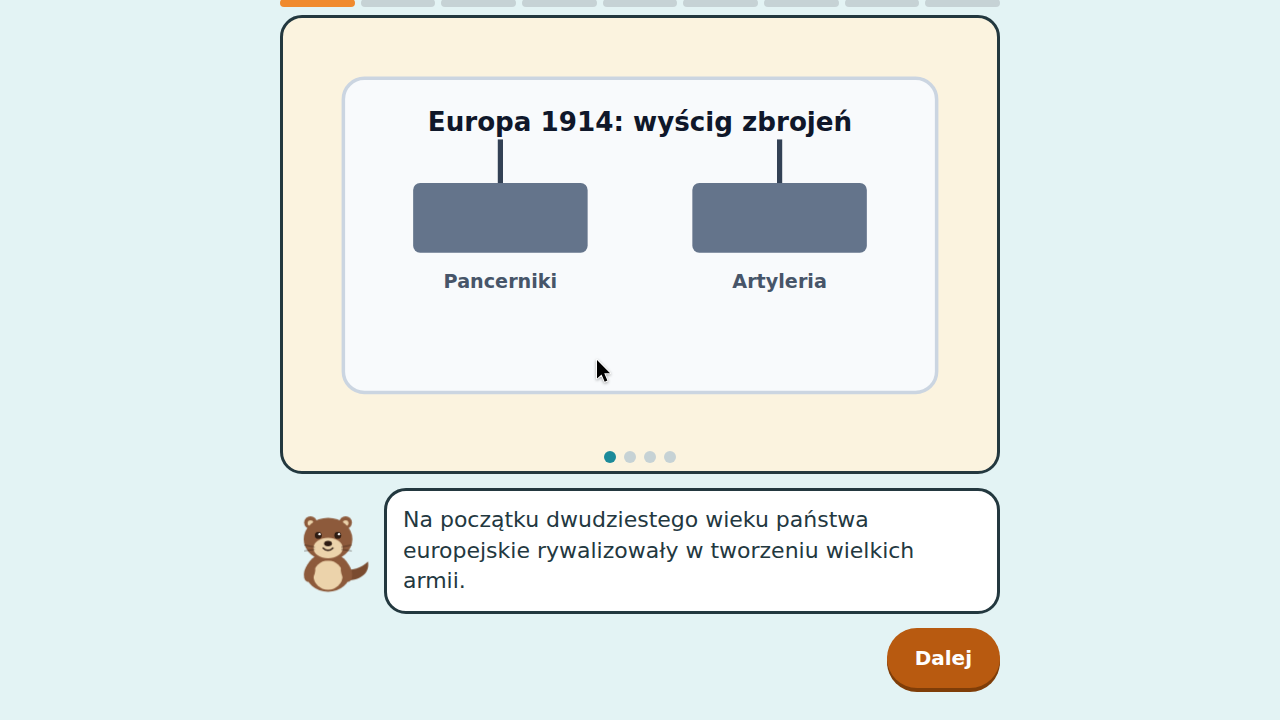 Europa 1914: wyścig zbrojeń
Pancerniki
Artyleria
Na początku dwudziestego wieku państwa
europejskie rywalizowały w tworzeniu wielkich
armii.
Dalej